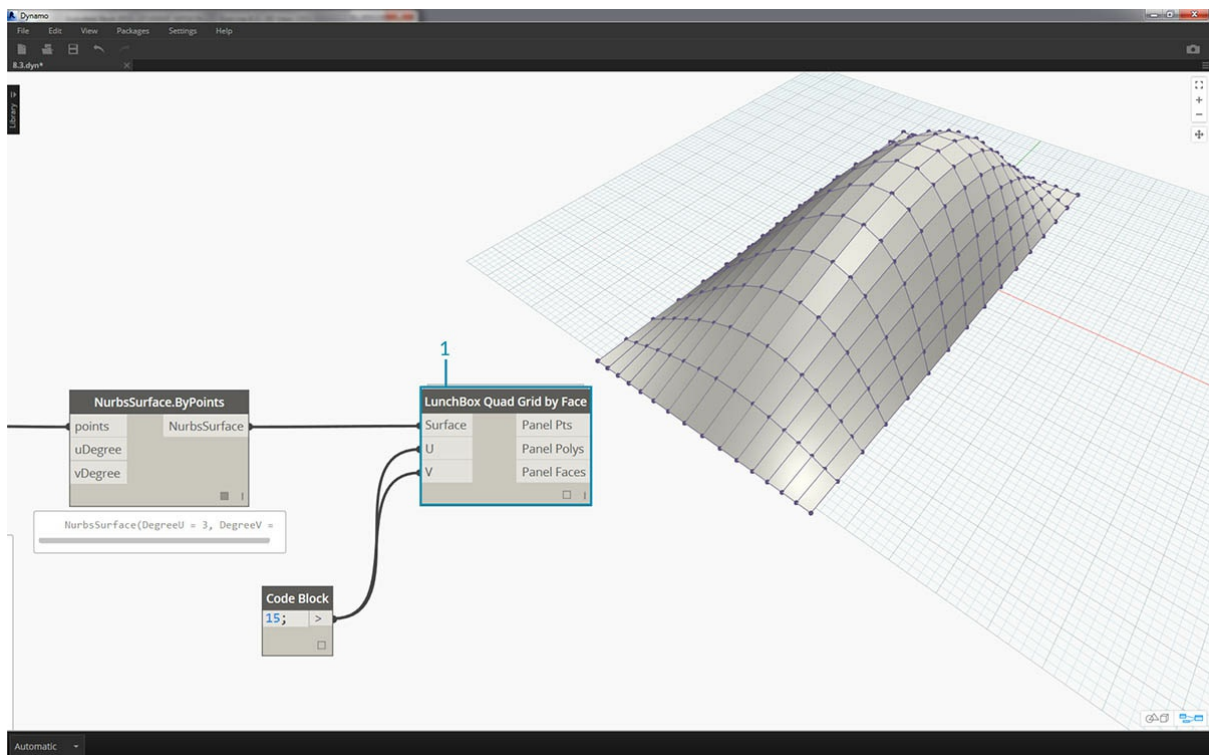 Dynamo
File Edit View Packages Settings Help
8.3.dyn*
Library
1
NurbsSurface.ByPoints
points NurbsSurface
uDegree
vDegree
NurbsSurface(DegreeU = 3, DegreeV =
LunchBox Quad Grid by Face
Surface Panel Pts
U Panel Polys
V Panel Faces
Code Block
15; >
Automatic